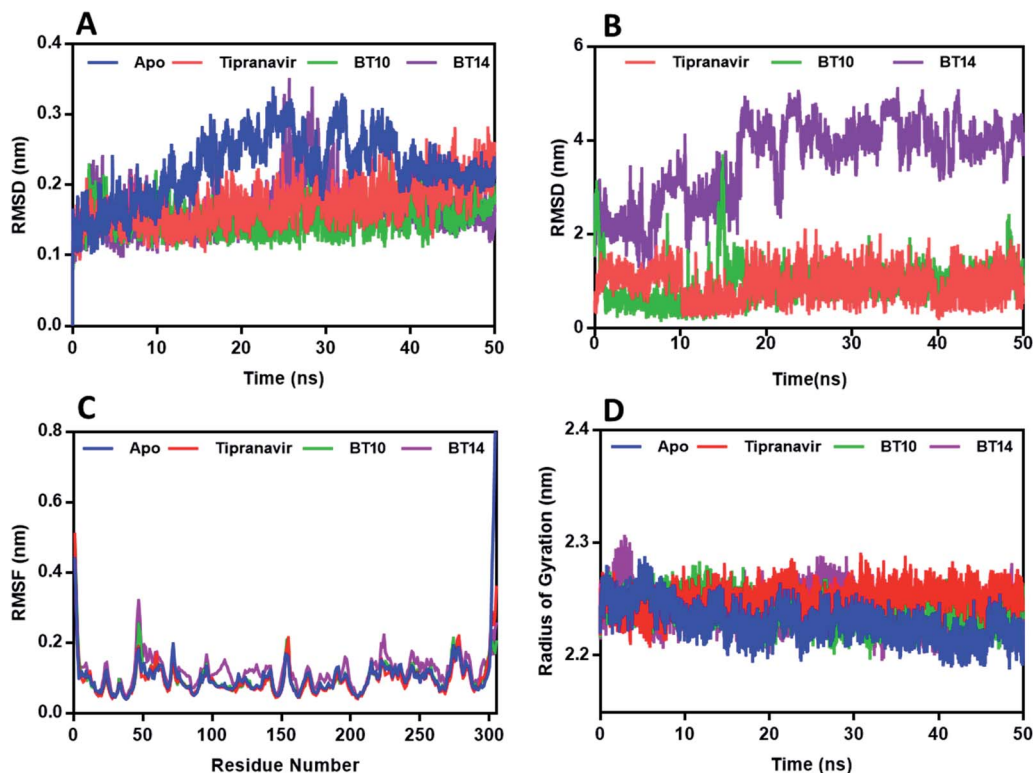 A
0.4
Apo Tipranavir BT10 BT14
0.3
RMSD (nm)
0.2
0.1
0.0
0 10 20 30 40 50
Time (ns)
B
6
Tipranavir BT10 BT14
RMSD (nm)
4
2
0
0 10 20 30 40 50
Time(ns)
C
0.8
Apo Tipranavir BT10 BT14
0.6
RMSF (nm)
0.4
0.2
0.0
0 50 100 150 200 250 300
Residue Number
D
2.4
Apo Tipranavir BT10 BT14
Radius of Gyration (nm)
2.3
2.2
0 10 20 30 40 50
Time (ns)